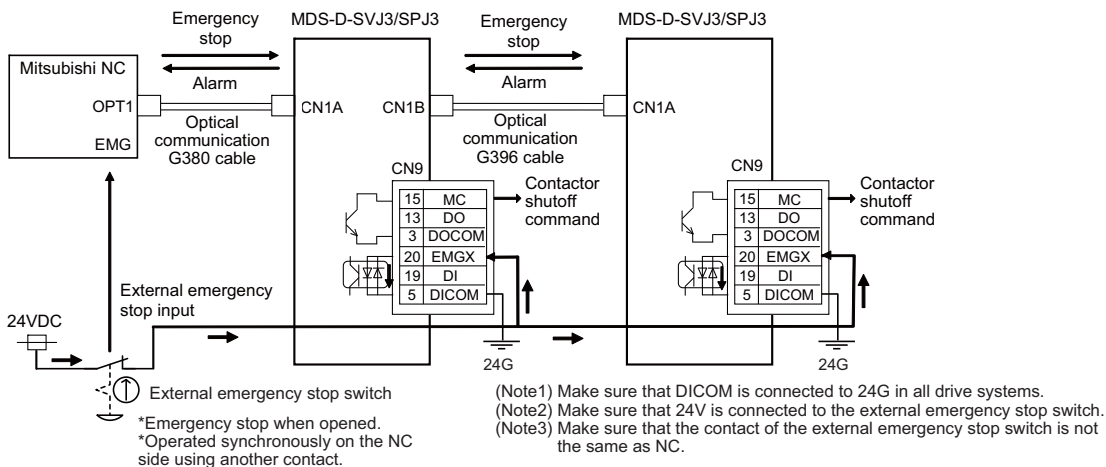 MDS-D-SVJ3/SPJ3
MDS-D-SVJ3/SPJ3
Emergency
stop
Emergency
stop
Mitsubishi NC
Alarm
Alarm
OPT1
CN1A
CN1B
CN1A
EMG
Optical
communication
G380 cable
Optical
communication
G396 cable
CN9
CN9
15 MC
13 DO
3 DOCOM
20 EMGX
19 DI
5 DICOM
Contactor
shutoff
command
15 MC
13 DO
3 DOCOM
20 EMGX
19 DI
5 DICOM
Contactor
shutoff
command
External emergency
stop input
24VDC
24G
24G
External emergency stop switch
*Emergency stop when opened.
*Operated synchronously on the NC
side using another contact.
(Note1) Make sure that DICOM is connected to 24G in all drive systems.
(Note2) Make sure that 24V is connected to the external emergency stop switch.
(Note3) Make sure that the contact of the external emergency stop switch is not
the same as NC.